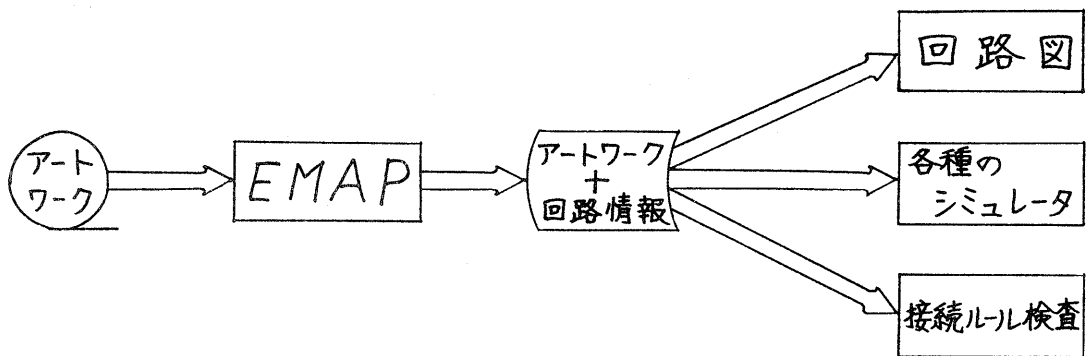 アート
ワーク
EMAP
アートワーク
+
回路情報
回路図
各種の
シミュレータ
接続ルール検査